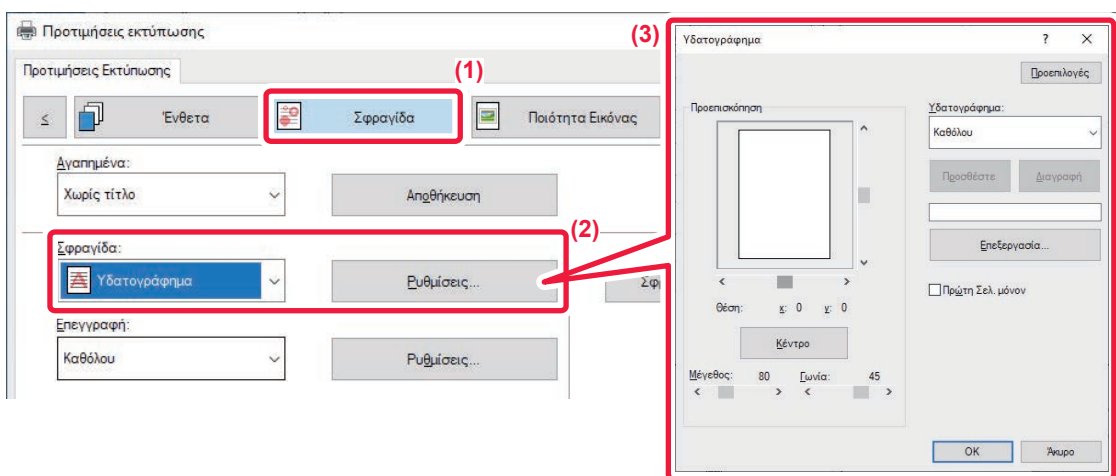 Προτιμήσεις εκτύπωσης
Προτιμήσεις Εκτύπωσης
(1)
≤ Ένθετα Σφραγίδα Ποιότητα Εικόνας
Αγαπημένα:
Χωρίς τίτλο Αποθήκευση
(2)
Σφραγίδα:
Υδατογράφημα Ρυθμίσεις...
Επεγγραφή:
Καθόλου Ρυθμίσεις...
(3)
Υδατογράφημα ? ×
Προεπιλογές
Προεπισκόπηση
Υδατογράφημα:
Καθόλου
Προσθέστε Διαγραφή
Επεξεργασία...
Πρώτη Σελ. μόνον
Θέση: x: 0 y: 0
Κέντρο
Μέγεθος: 80 Γωνία: 45
OK Άκυρο